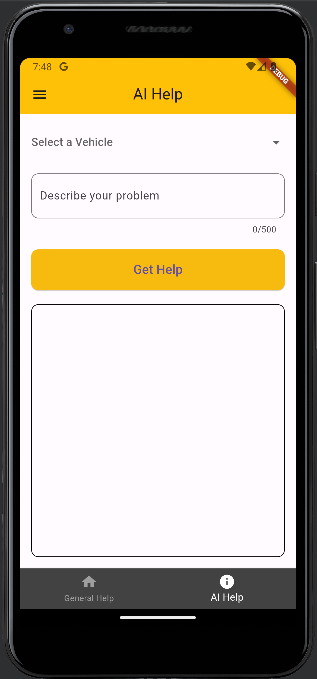 7:48 G
DEBUG
AI Help
Select a Vehicle
Describe your problem
0/500
Get Help
General Help
AI Help